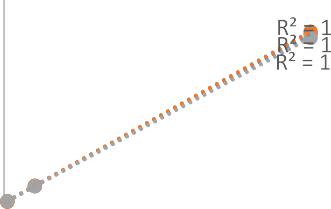 R² = 1
R² = 1
R² = 1